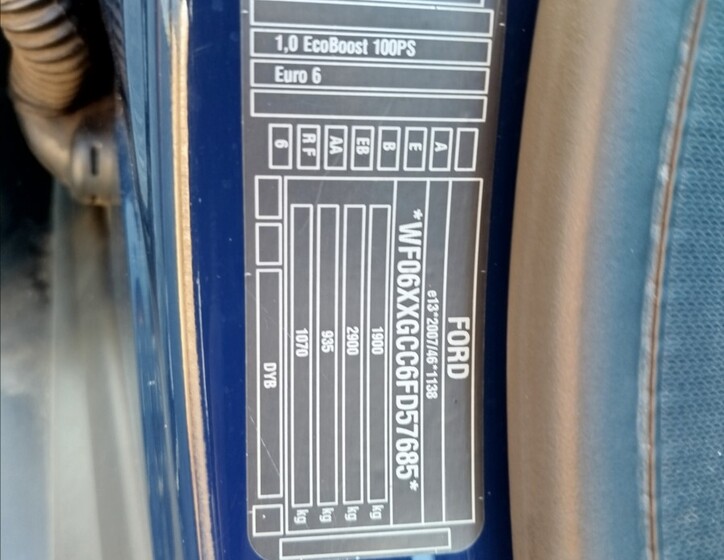 1,0 EcoBoost 100PS
Euro 6
A
E
B
EB
AA
R F
6
FORD
e13*2007/46*1138
*WF06XXGCC6FD57685*
1900 kg
2900 kg
935 kg
1070 kg
DYB